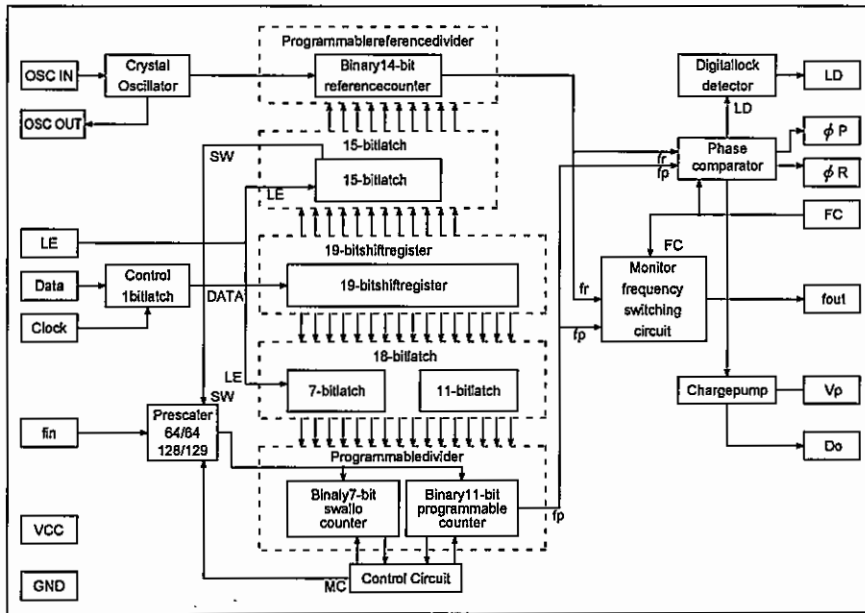 Programmablereferencedivider
OSC IN
Crystal
Oscillator
Binary14-bit
referencecounter
Digitallock
detector
LD
OSC OUT
LD
ϕ P
SW
15-bitlatch
15-bitlatch
LE
fr
fp
Phase
comparator
ϕ R
LE
FC
FC
19-bitshiftregister
Data
Control
1bitlatch
DATA
19-bitshiftregister
fr
Monitor
frequency
switching
circuit
fout
Clock
fp
18-bitlatch
LE
7-bitlatch
11-bitlatch
SW
Chargepump
Vp
fin
Prescater
64/64
128/129
Do
Programmabledivider
Binaly7-bit
swallo
counter
Binary11-bit
programmable
counter
fp
VCC
GND
MC
Control Circuit